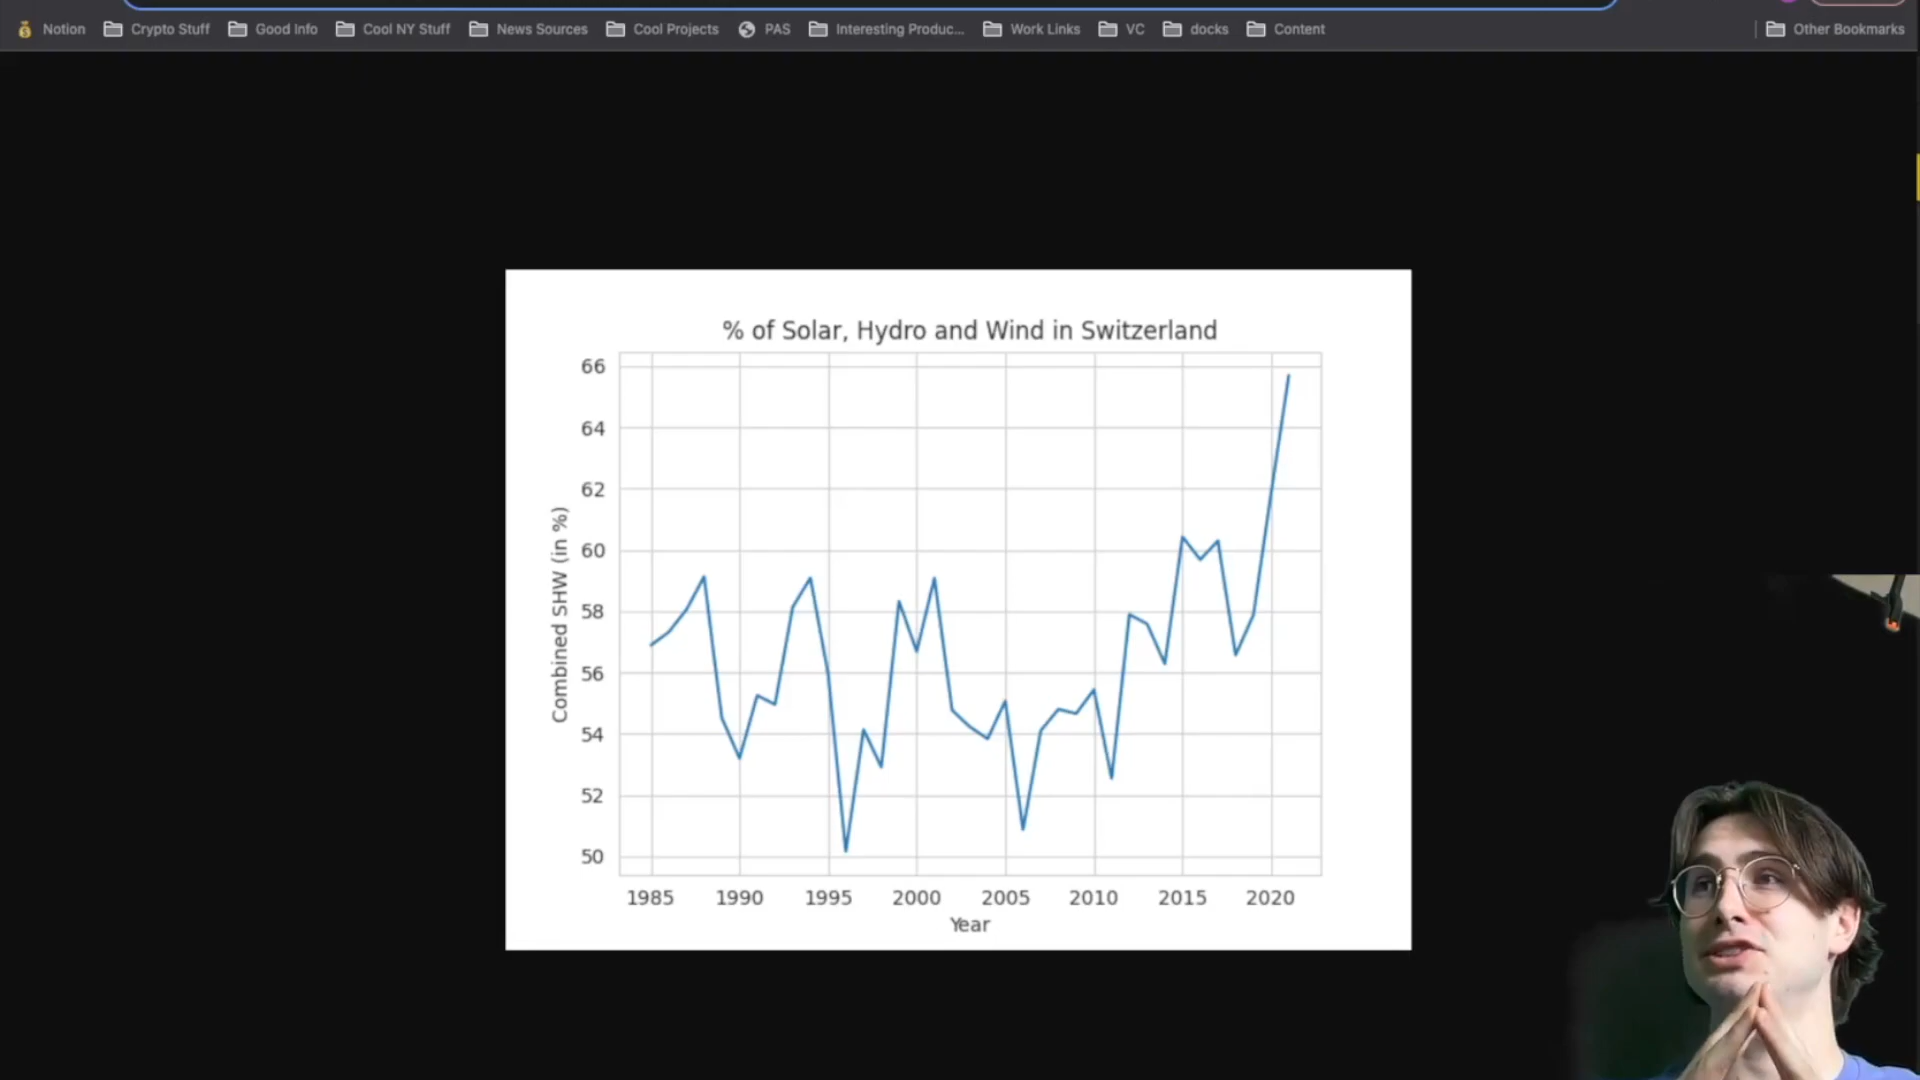 Notion Crypto Stuff Good Info Cool NY Stuff News Sources Cool Projects PAS Interesting Produc... Work Links VC docks Content Other Bookmarks
% of Solar, Hydro and Wind in Switzerland
Combined SHW (in %)
66
64
62
60
58
56
54
52
50
1985 1990 1995 2000 2005 2010 2015 2020
Year